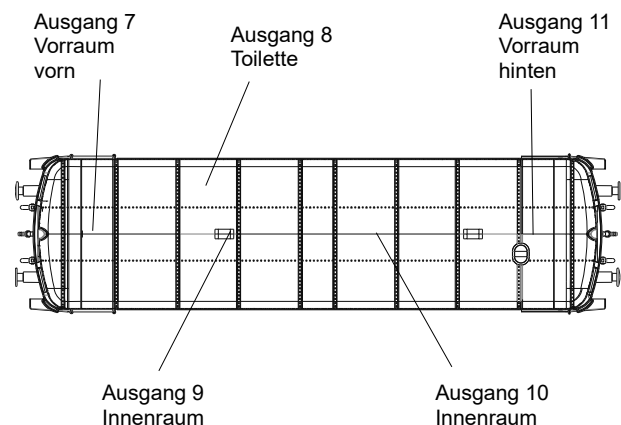 Ausgang 7
Vorraum
vorn
Ausgang 8
Toilette
Ausgang 11
Vorraum
hinten
Ausgang 9
Innenraum
Ausgang 10
Innenraum